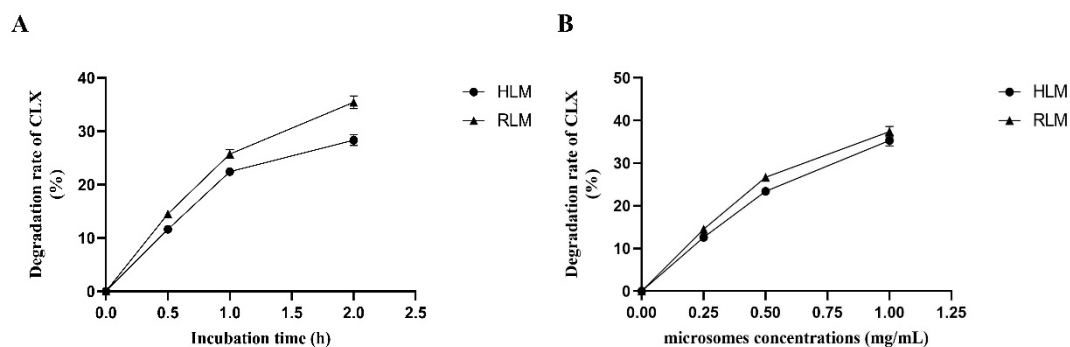 A
Degradation rate of CLX
(%)
40
30
20
10
0
0.0 0.5 1.0 1.5 2.0 2.5
Incubation time (h)
HLM
RLM
B
Degradation rate of CLX
(%)
50
40
30
20
10
0
0.00 0.25 0.50 0.75 1.00 1.25
microsomes concentrations (mg/mL)
HLM
RLM